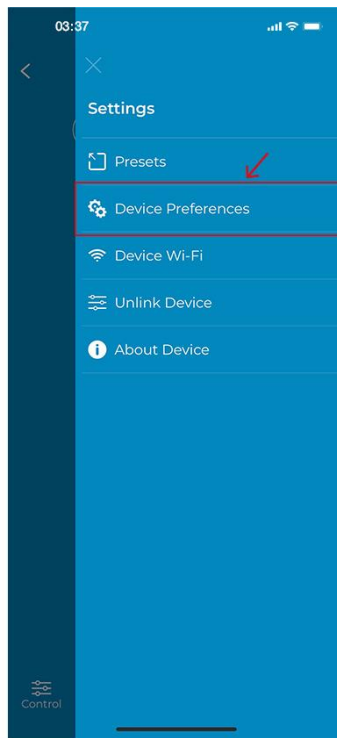 03:37
Settings
Presets
Device Preferences
Device Wi-Fi
Unlink Device
About Device
Control